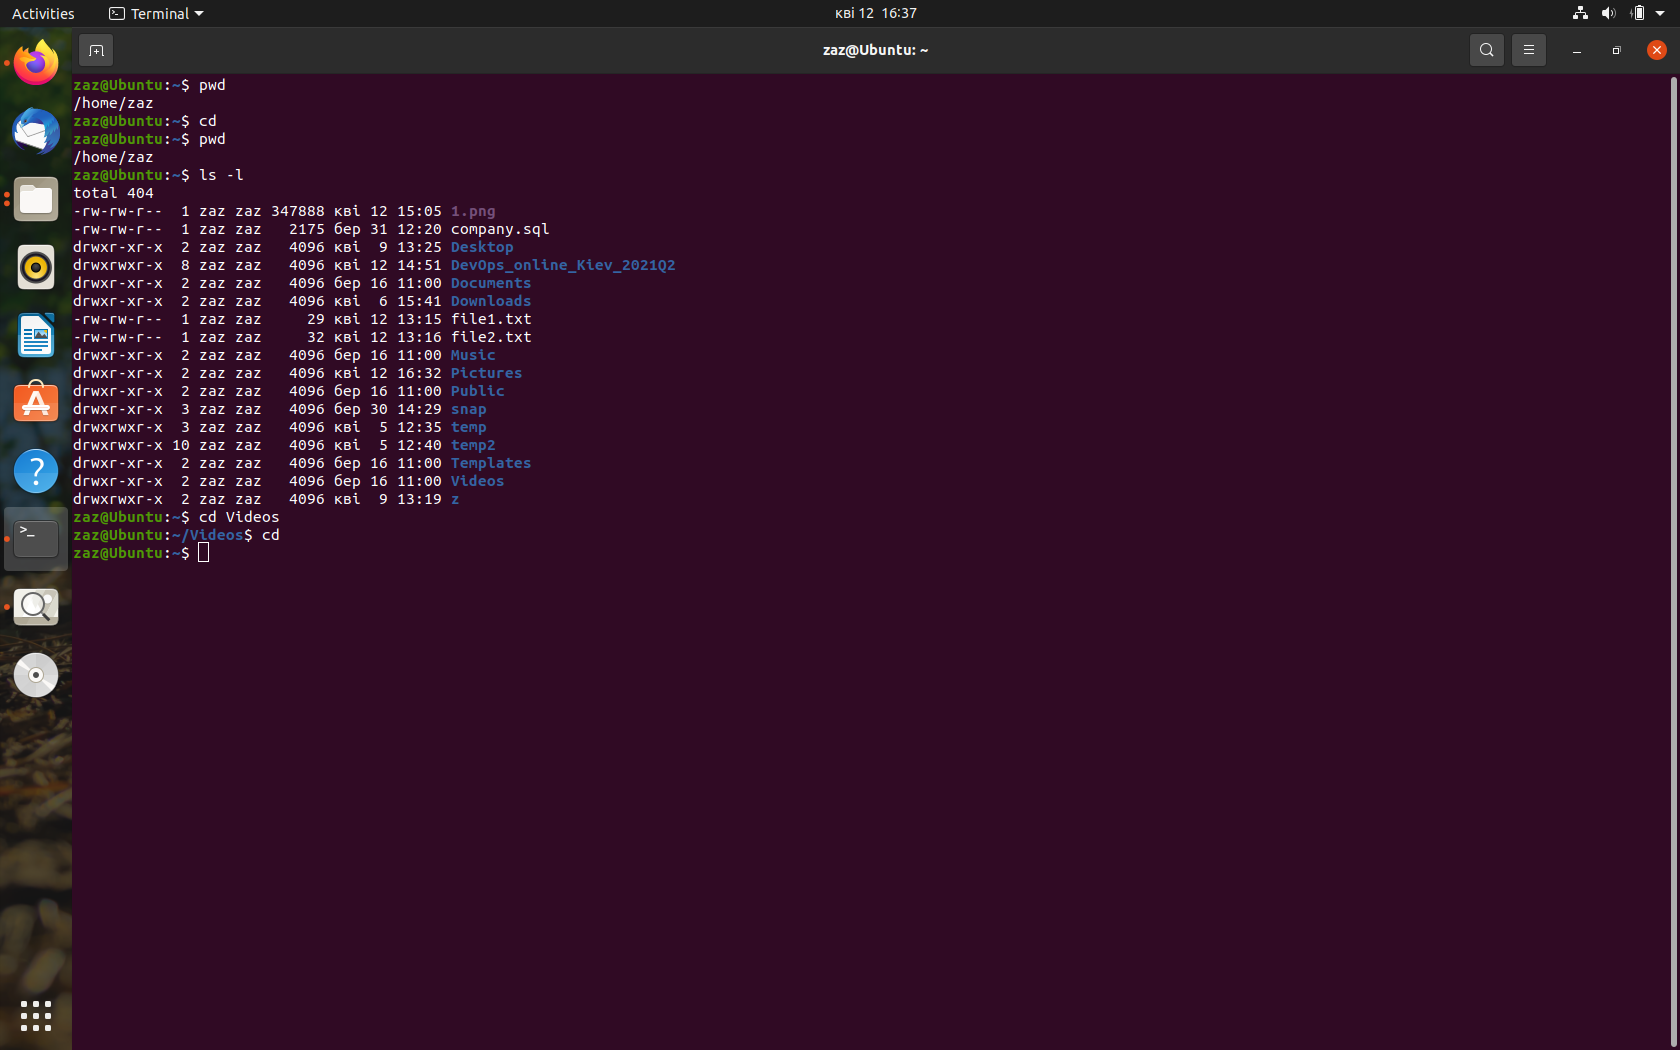 Activities Terminal кві 12 16:37
zaz@Ubuntu: ~
zaz@Ubuntu:~$ pwd
/home/zaz
zaz@Ubuntu:~$ cd
zaz@Ubuntu:~$ pwd
/home/zaz
zaz@Ubuntu:~$ ls -l
total 404
-rw-rw-r--  1 zaz zaz 347888 кві 12 15:05 1.png
-rw-rw-r--  1 zaz zaz   2175 бер 31 12:20 company.sql
drwxr-xr-x  2 zaz zaz   4096 кві  9 13:25 Desktop
drwxrwxr-x  8 zaz zaz   4096 кві 12 14:51 DevOps_online_Kiev_2021Q2
drwxr-xr-x  2 zaz zaz   4096 бер 16 11:00 Documents
drwxr-xr-x  2 zaz zaz   4096 кві  6 15:41 Downloads
-rw-rw-r--  1 zaz zaz     29 кві 12 13:15 file1.txt
-rw-rw-r--  1 zaz zaz     32 кві 12 13:16 file2.txt
drwxr-xr-x  2 zaz zaz   4096 бер 16 11:00 Music
drwxr-xr-x  2 zaz zaz   4096 кві 12 16:32 Pictures
drwxr-xr-x  2 zaz zaz   4096 бер 16 11:00 Public
drwxr-xr-x  3 zaz zaz   4096 бер 30 14:29 snap
drwxrwxr-x  3 zaz zaz   4096 кві  5 12:35 temp
drwxrwxr-x 10 zaz zaz   4096 кві  5 12:40 temp2
drwxr-xr-x  2 zaz zaz   4096 бер 16 11:00 Templates
drwxr-xr-x  2 zaz zaz   4096 бер 16 11:00 Videos
drwxrwxr-x  2 zaz zaz   4096 кві  9 13:19 z
zaz@Ubuntu:~$ cd Videos
zaz@Ubuntu:~/Videos$ cd
zaz@Ubuntu:~$